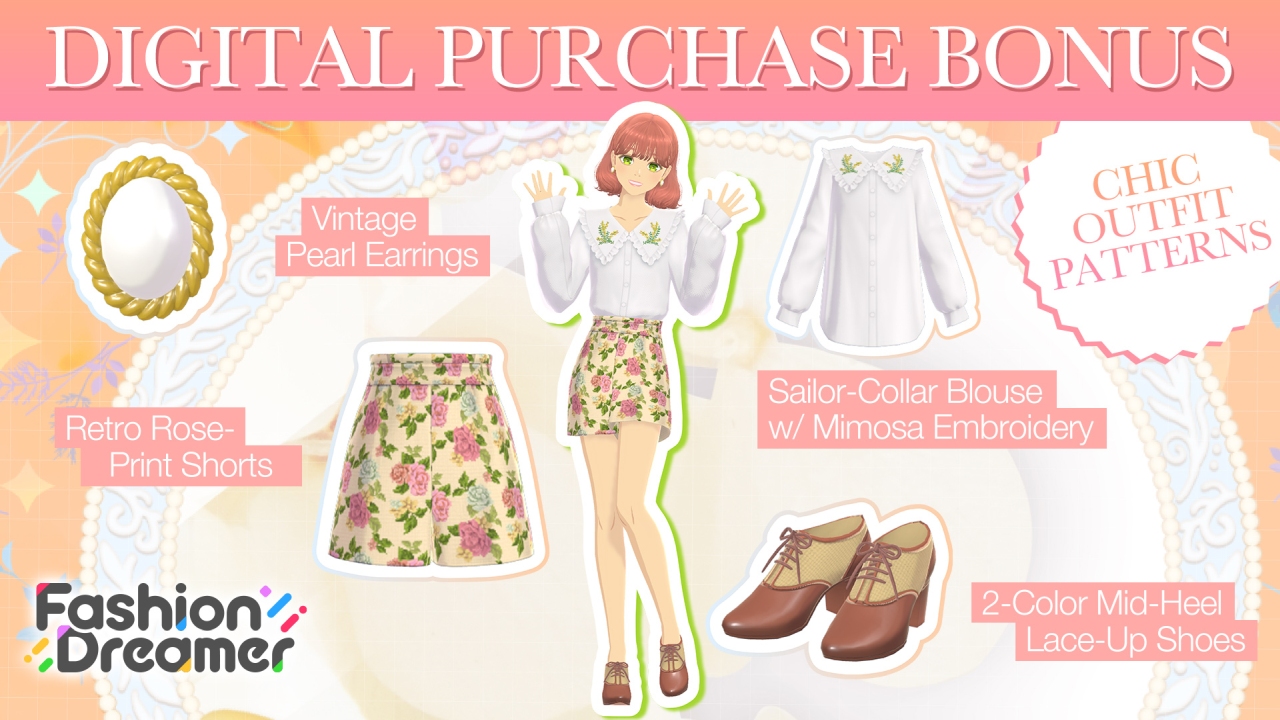 DIGITAL PURCHASE BONUS
Vintage
Pearl Earrings
CHIC
OUTFIT
PATTERNS
Retro Rose-
Print Shorts
Sailor-Collar Blouse
w/ Mimosa Embroidery
2-Color Mid-Heel
Lace-Up Shoes
Fashion
Dreamer